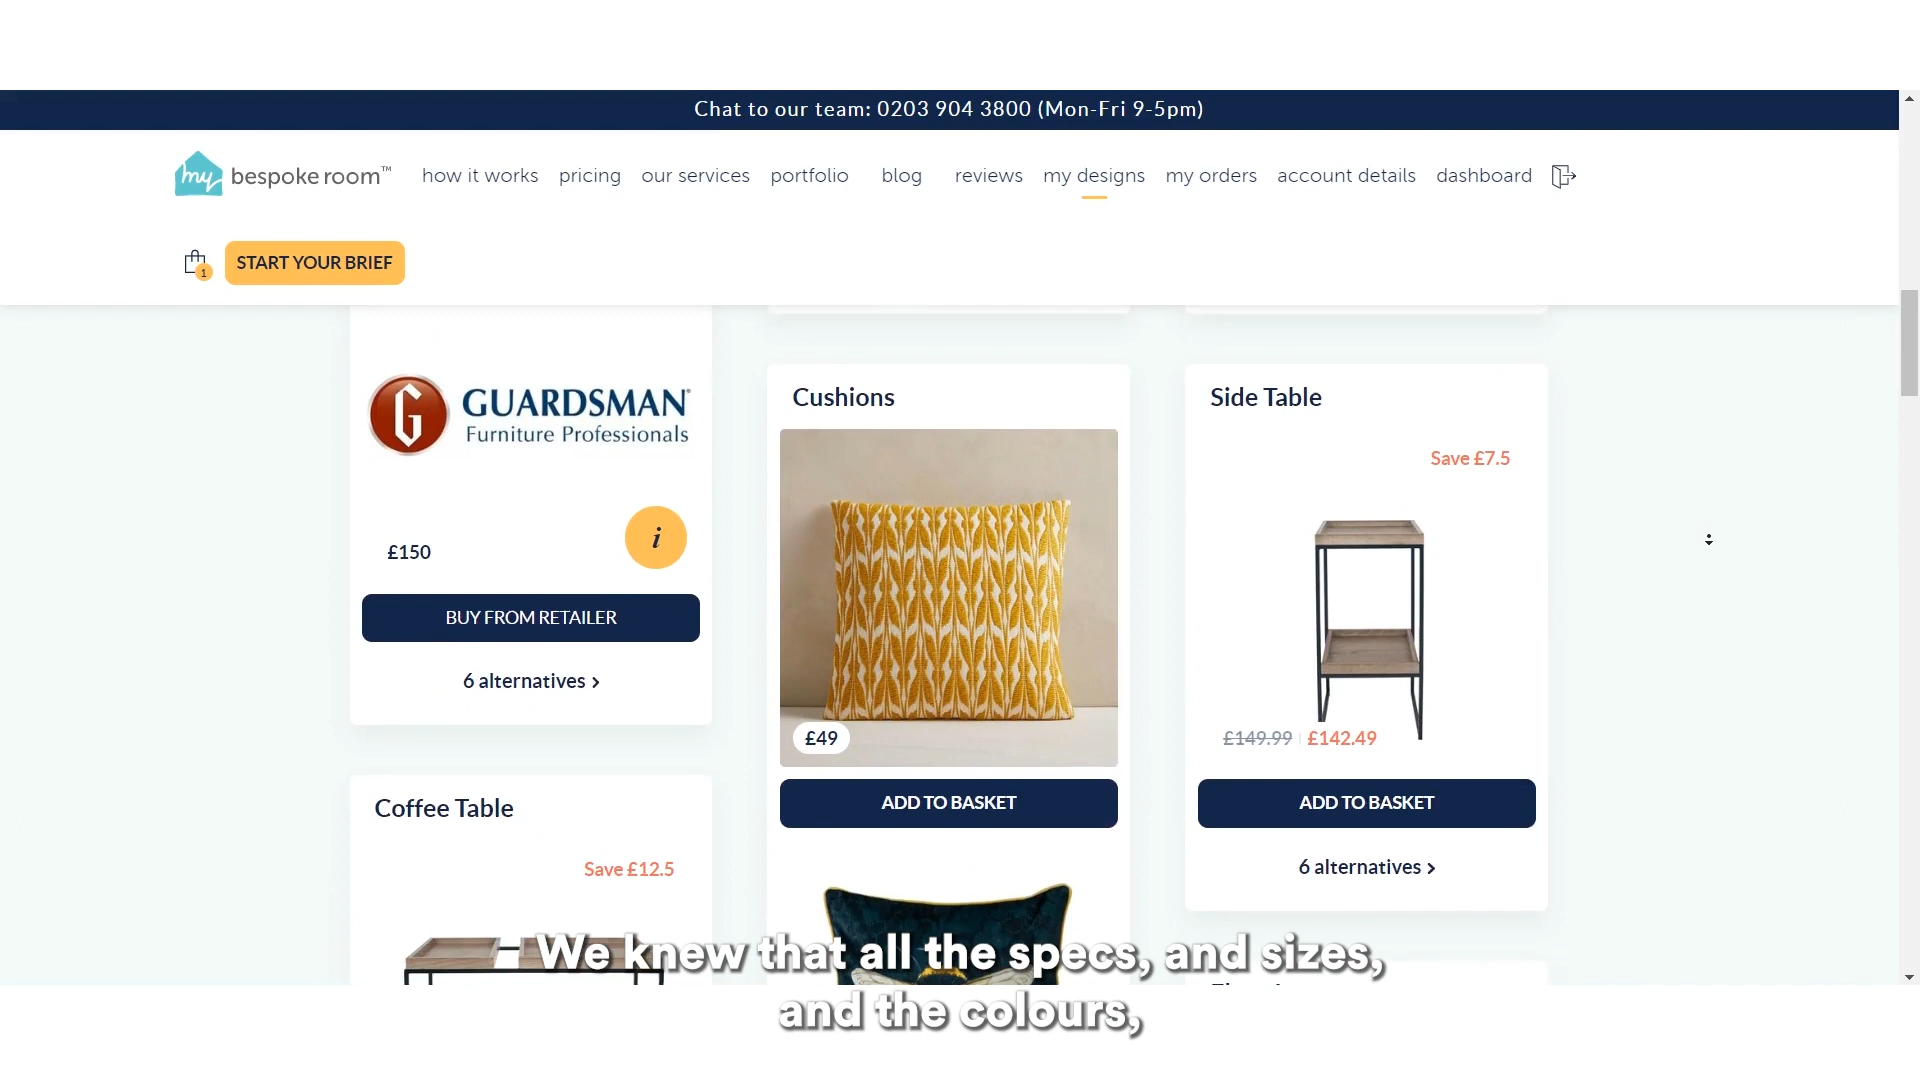 Chat to our team: 0203 904 3800 (Mon-Fri 9-5pm)
my bespoke room™
how it works pricing our services portfolio blog reviews my designs my orders account details dashboard
1
START YOUR BRIEF
G GUARDSMAN®
Furniture Professionals
£150
i
BUY FROM RETAILER
6 alternatives >
Coffee Table
Save £12.5
Cushions
£49
ADD TO BASKET
Side Table
Save £7.5
£149.99 | £142.49
ADD TO BASKET
6 alternatives >
We knew that all the specs, and sizes,
and the colours,